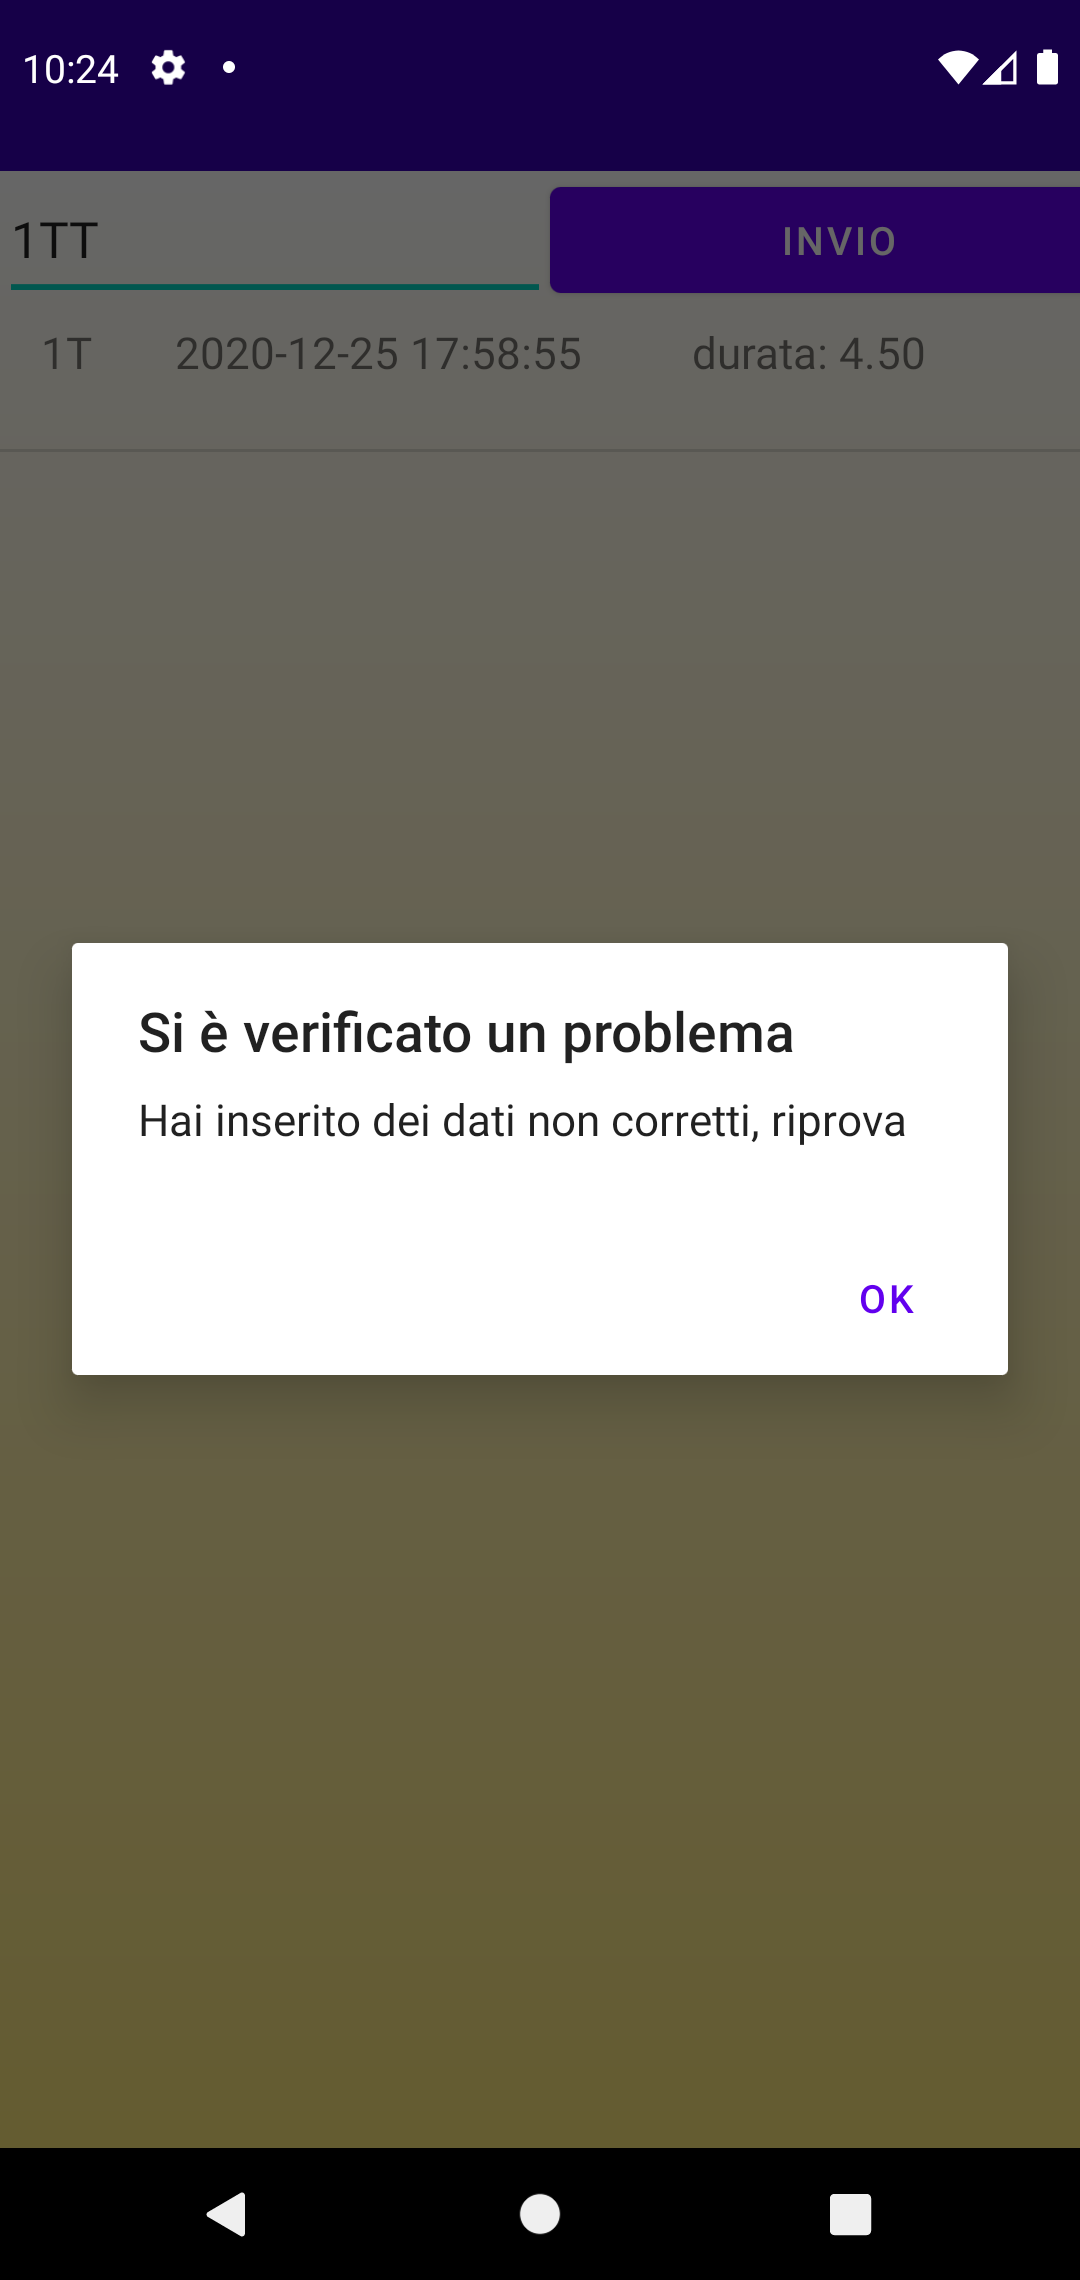 10:24
1TT
INVIO
1T 2020-12-25 17:58:55 durata: 4.50
Si è verificato un problema
Hai inserito dei dati non corretti, riprova
OK